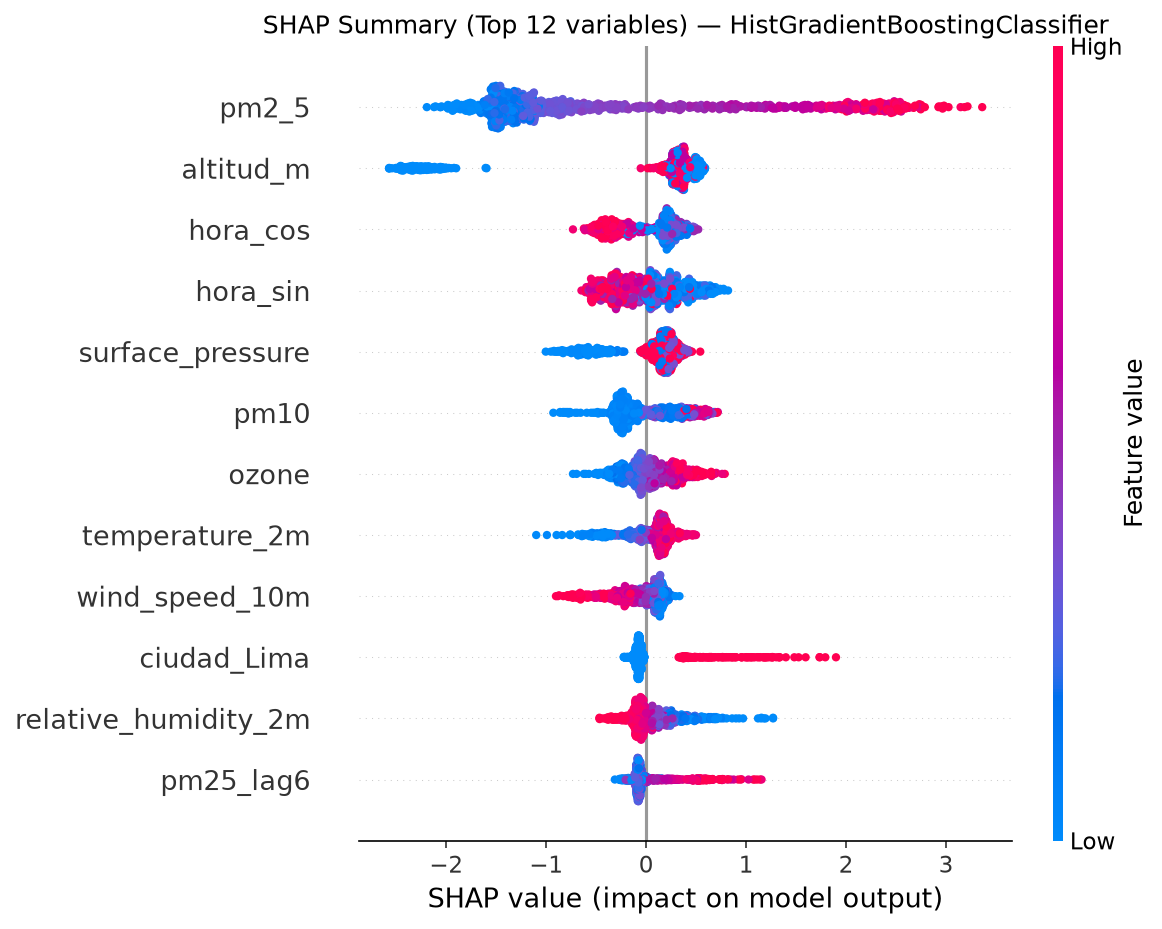 SHAP Summary (Top 12 variables) — HistGradientBoostingClassifier
High
pm2_5
altitud_m
hora_cos
hora_sin
surface_pressure
pm10
ozone
temperature_2m
wind_speed_10m
ciudad_Lima
relative_humidity_2m
pm25_lag6
Feature value
Low
−2 −1 0 1 2 3
SHAP value (impact on model output)